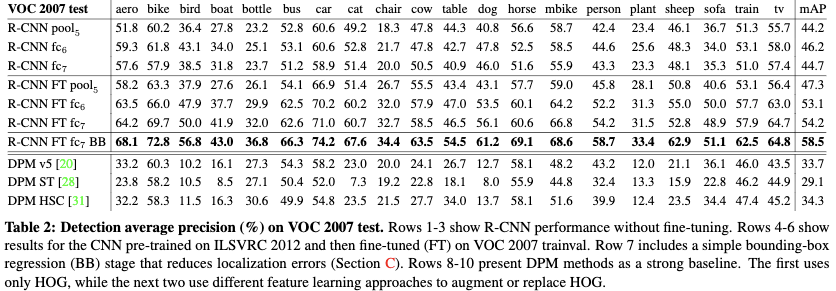 VOC 2007 test aero bike bird boat bottle bus car cat chair cow table dog horse mbike person plant sheep sofa train tv mAP
R-CNN pool5 51.8 60.2 36.4 27.8 23.2 52.8 60.6 49.2 18.3 47.8 44.3 40.8 56.6 58.7 42.4 23.4 46.1 36.7 51.3 55.7 44.2
R-CNN fc6 59.3 61.8 43.1 34.0 25.1 53.1 60.6 52.8 21.7 47.8 42.7 47.8 52.5 58.5 44.6 25.6 48.3 34.0 53.1 58.0 46.2
R-CNN fc7 57.6 57.9 38.5 31.8 23.7 51.2 58.9 51.4 20.0 50.5 40.9 46.0 51.6 55.9 43.3 23.3 48.1 35.3 51.0 57.4 44.7
R-CNN FT pool5 58.2 63.3 37.9 27.6 26.1 54.1 66.9 51.4 26.7 55.5 43.4 43.1 57.7 59.0 45.8 28.1 50.8 40.6 53.1 56.4 47.3
R-CNN FT fc6 63.5 66.0 47.9 37.7 29.9 62.5 70.2 60.2 32.0 57.9 47.0 53.5 60.1 64.2 52.2 31.3 55.0 50.0 57.7 63.0 53.1
R-CNN FT fc7 64.2 69.7 50.0 41.9 32.0 62.6 71.0 60.7 32.7 58.5 46.5 56.1 60.6 66.8 54.2 31.5 52.8 48.9 57.9 64.7 54.2
R-CNN FT fc7 BB 68.1 72.8 56.8 43.0 36.8 66.3 74.2 67.6 34.4 63.5 54.5 61.2 69.1 68.6 58.7 33.4 62.9 51.1 62.5 64.8 58.5
DPM v5 [20] 33.2 60.3 10.2 16.1 27.3 54.3 58.2 23.0 20.0 24.1 26.7 12.7 58.1 48.2 43.2 12.0 21.1 36.1 46.0 43.5 33.7
DPM ST [28] 23.8 58.2 10.5 8.5 27.1 50.4 52.0 7.3 19.2 22.8 18.1 8.0 55.9 44.8 32.4 13.3 15.9 22.8 46.2 44.9 29.1
DPM HSC [31] 32.2 58.3 11.5 16.3 30.6 49.9 54.8 23.5 21.5 27.7 34.0 13.7 58.1 51.6 39.9 12.4 23.5 34.4 47.4 45.2 34.3
Table 2: Detection average precision (%) on VOC 2007 test. Rows 1-3 show R-CNN performance without fine-tuning. Rows 4-6 show
results for the CNN pre-trained on ILSVRC 2012 and then fine-tuned (FT) on VOC 2007 trainval. Row 7 includes a simple bounding-box
regression (BB) stage that reduces localization errors (Section C). Rows 8-10 present DPM methods as a strong baseline. The first uses
only HOG, while the next two use different feature learning approaches to augment or replace HOG.